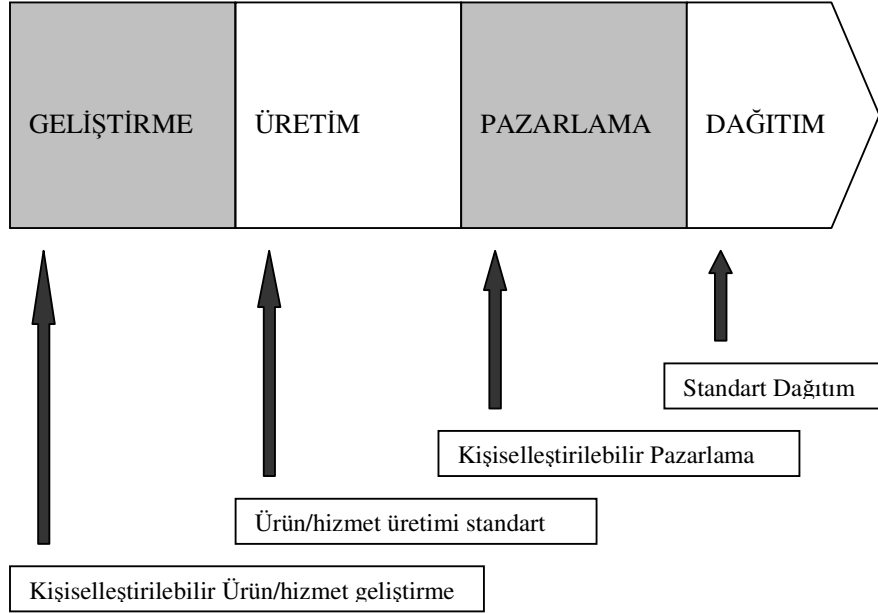 GELİŞTİRME
ÜRETİM
PAZARLAMA
DAĞITIM
Standart Dağıtım
Kişiselleştirilebilir Pazarlama
Ürün/hizmet üretimi standart
Kişiselleştirilebilir Ürün/hizmet geliştirme